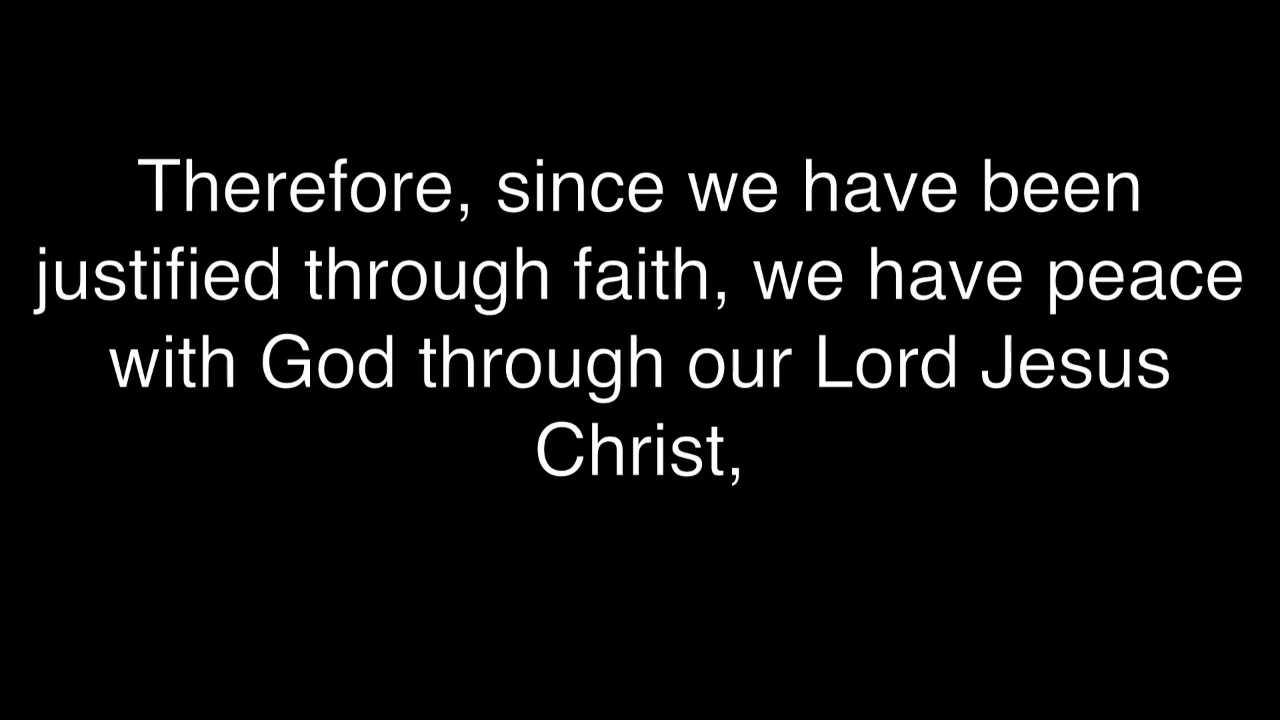 Therefore, since we have been
justified through faith, we have peace
with God through our Lord Jesus
Christ,